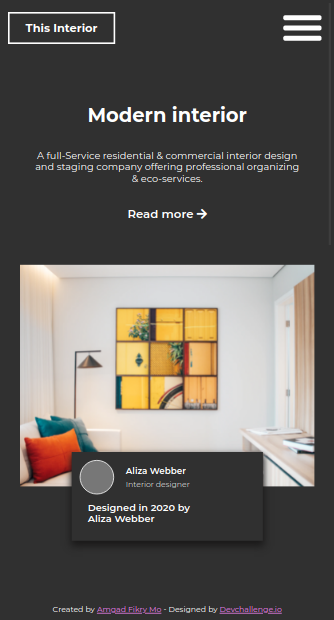 This Interior
Modern interior
A full-Service residential & commercial interior design
and staging company offering professional organizing
& eco-services.
Read more
Aliza Webber
Interior designer
Designed in 2020 by
Aliza Webber
Created by Amgad Fikry Mo - Designed by Devchallenge.io